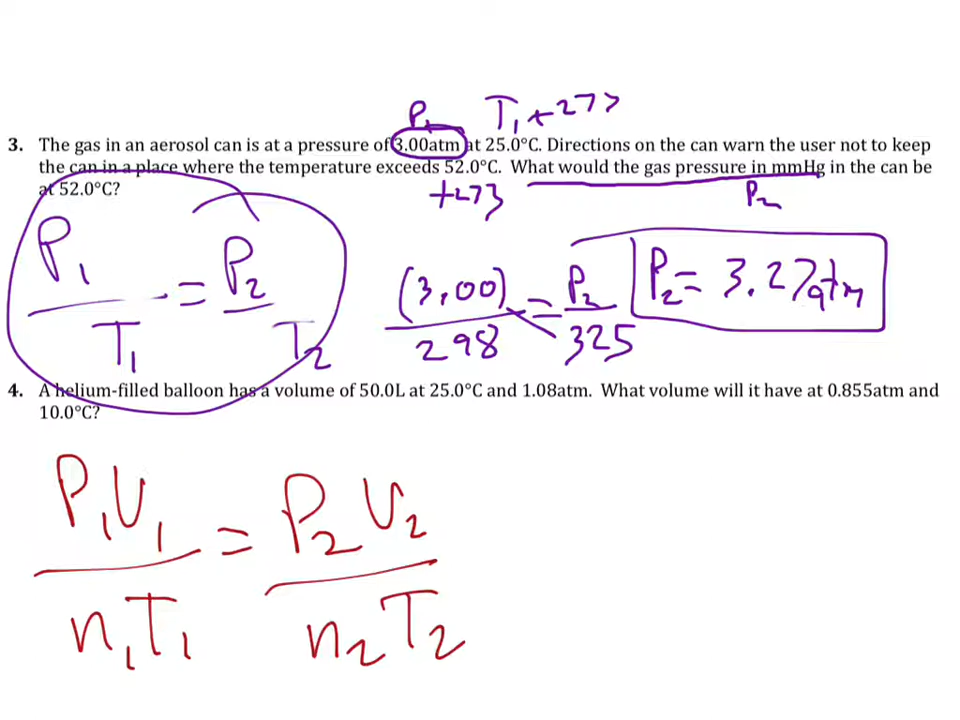 P₁ T₁ +273
3. The gas in an aerosol can is at a pressure of 3.00atm at 25.0°C. Directions on the can warn the user not to keep
the can in a place where the temperature exceeds 52.0°C. What would the gas pressure in mmHg in the can be
at 52.0°C?
+273 P₂
P₁/T₁ = P₂/T₂
(3.00)/298 = P₂/325
P₂ = 3.27atm
4. A helium-filled balloon has a volume of 50.0L at 25.0°C and 1.08atm. What volume will it have at 0.855atm and
10.0°C?
P₁V₁/n₁T₁ = P₂V₂/n₂T₂